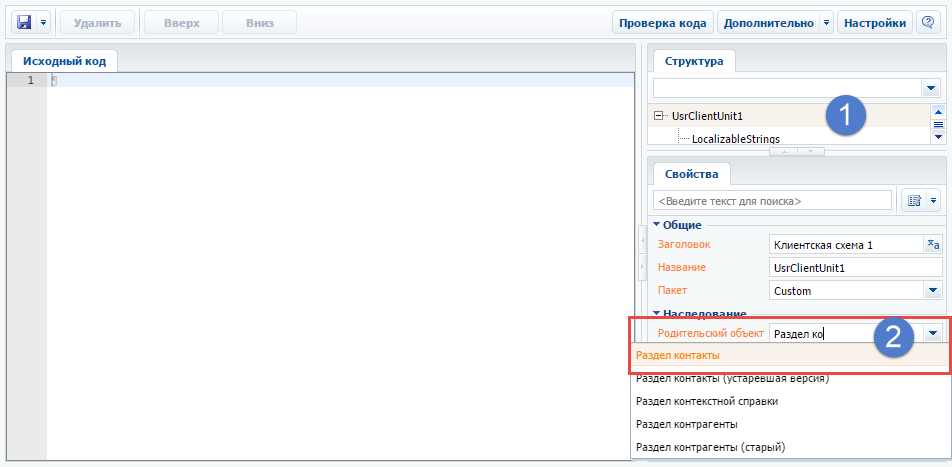 Удалить Вверх Вниз Проверка кода Дополнительно Настройки ?
Исходный код
1 ¶
Структура
UsrClientUnit1
1
LocalizableStrings
Свойства
<Введите текст для поиска>
Общие
Заголовок Клиентская схема 1
Название UsrClientUnit1
Пакет Custom
Наследование
Родительский объект Раздел ко
2
Раздел контакты
Раздел контакты (устаревшая версия)
Раздел контекстной справки
Раздел контрагенты
Раздел контрагенты (старый)